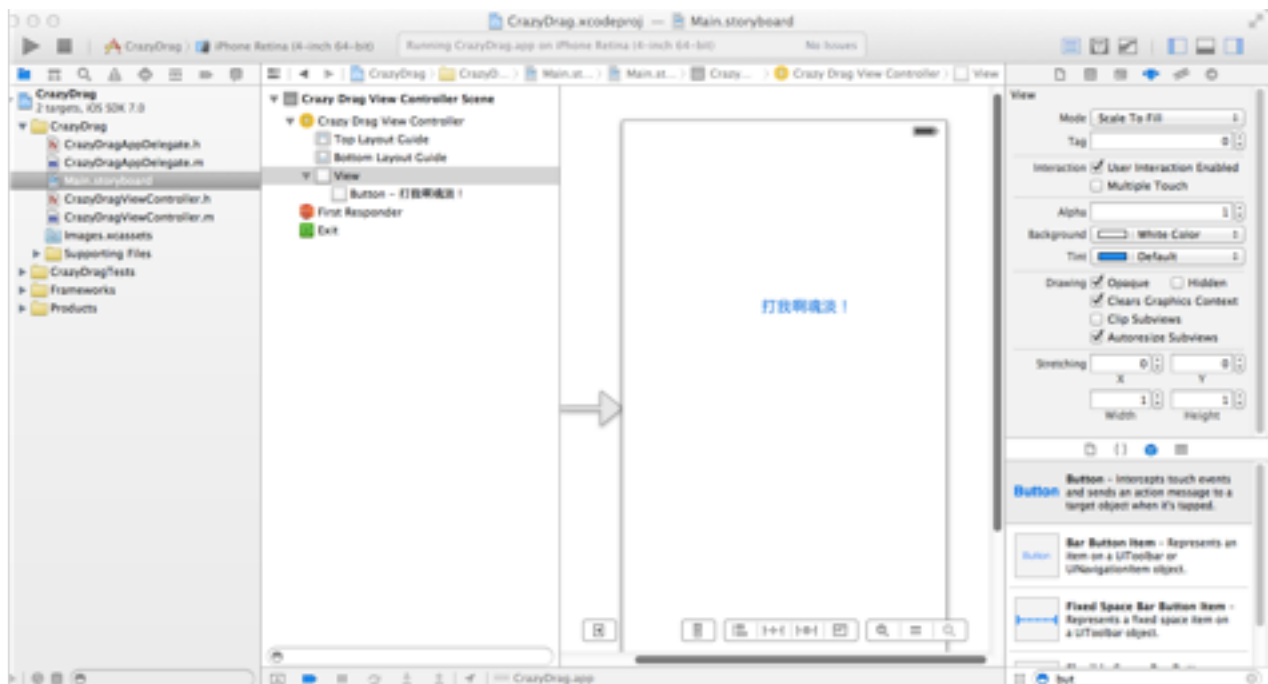 CrazyDrag.xcodeproj — Main.storyboard
CrazyDrag iPhone Retina (4-inch 64-bit)
Running CrazyDrag.app on iPhone Retina (4-inch 64-bit) No Issues
CrazyDrag CrazyD... Main.st... Main.st... Crazy... Crazy Drag View Controller View
CrazyDrag
2 targets, iOS SDK 7.0
CrazyDrag
CrazyDragAppDelegate.h
CrazyDragAppDelegate.m
Main.storyboard
CrazyDragViewController.h
CrazyDragViewController.m
Images.xcassets
Supporting Files
CrazyDragTests
Frameworks
Products
Crazy Drag View Controller Scene
Crazy Drag View Controller
Top Layout Guide
Bottom Layout Guide
View
Button - 打我啊魂淡！
First Responder
Exit
打我啊魂淡！
View
Mode Scale To Fill
Tag 0
Interaction User Interaction Enabled
Multiple Touch
Alpha 1
Background White Color
Tint Default
Drawing Opaque Hidden
Clears Graphics Context
Clip Subviews
Autoresize Subviews
Stretching 0 0
X Y
1 1
Width Height
Button
Button - Intercepts touch events
and sends an action message to a
target object when it's tapped.
Button
Bar Button Item - Represents an
item on a UIToolbar or
UINavigationItem object.
Fixed Space Bar Button Item -
Represents a fixed space item on
a UIToolbar object.
CrazyDrag.app
but